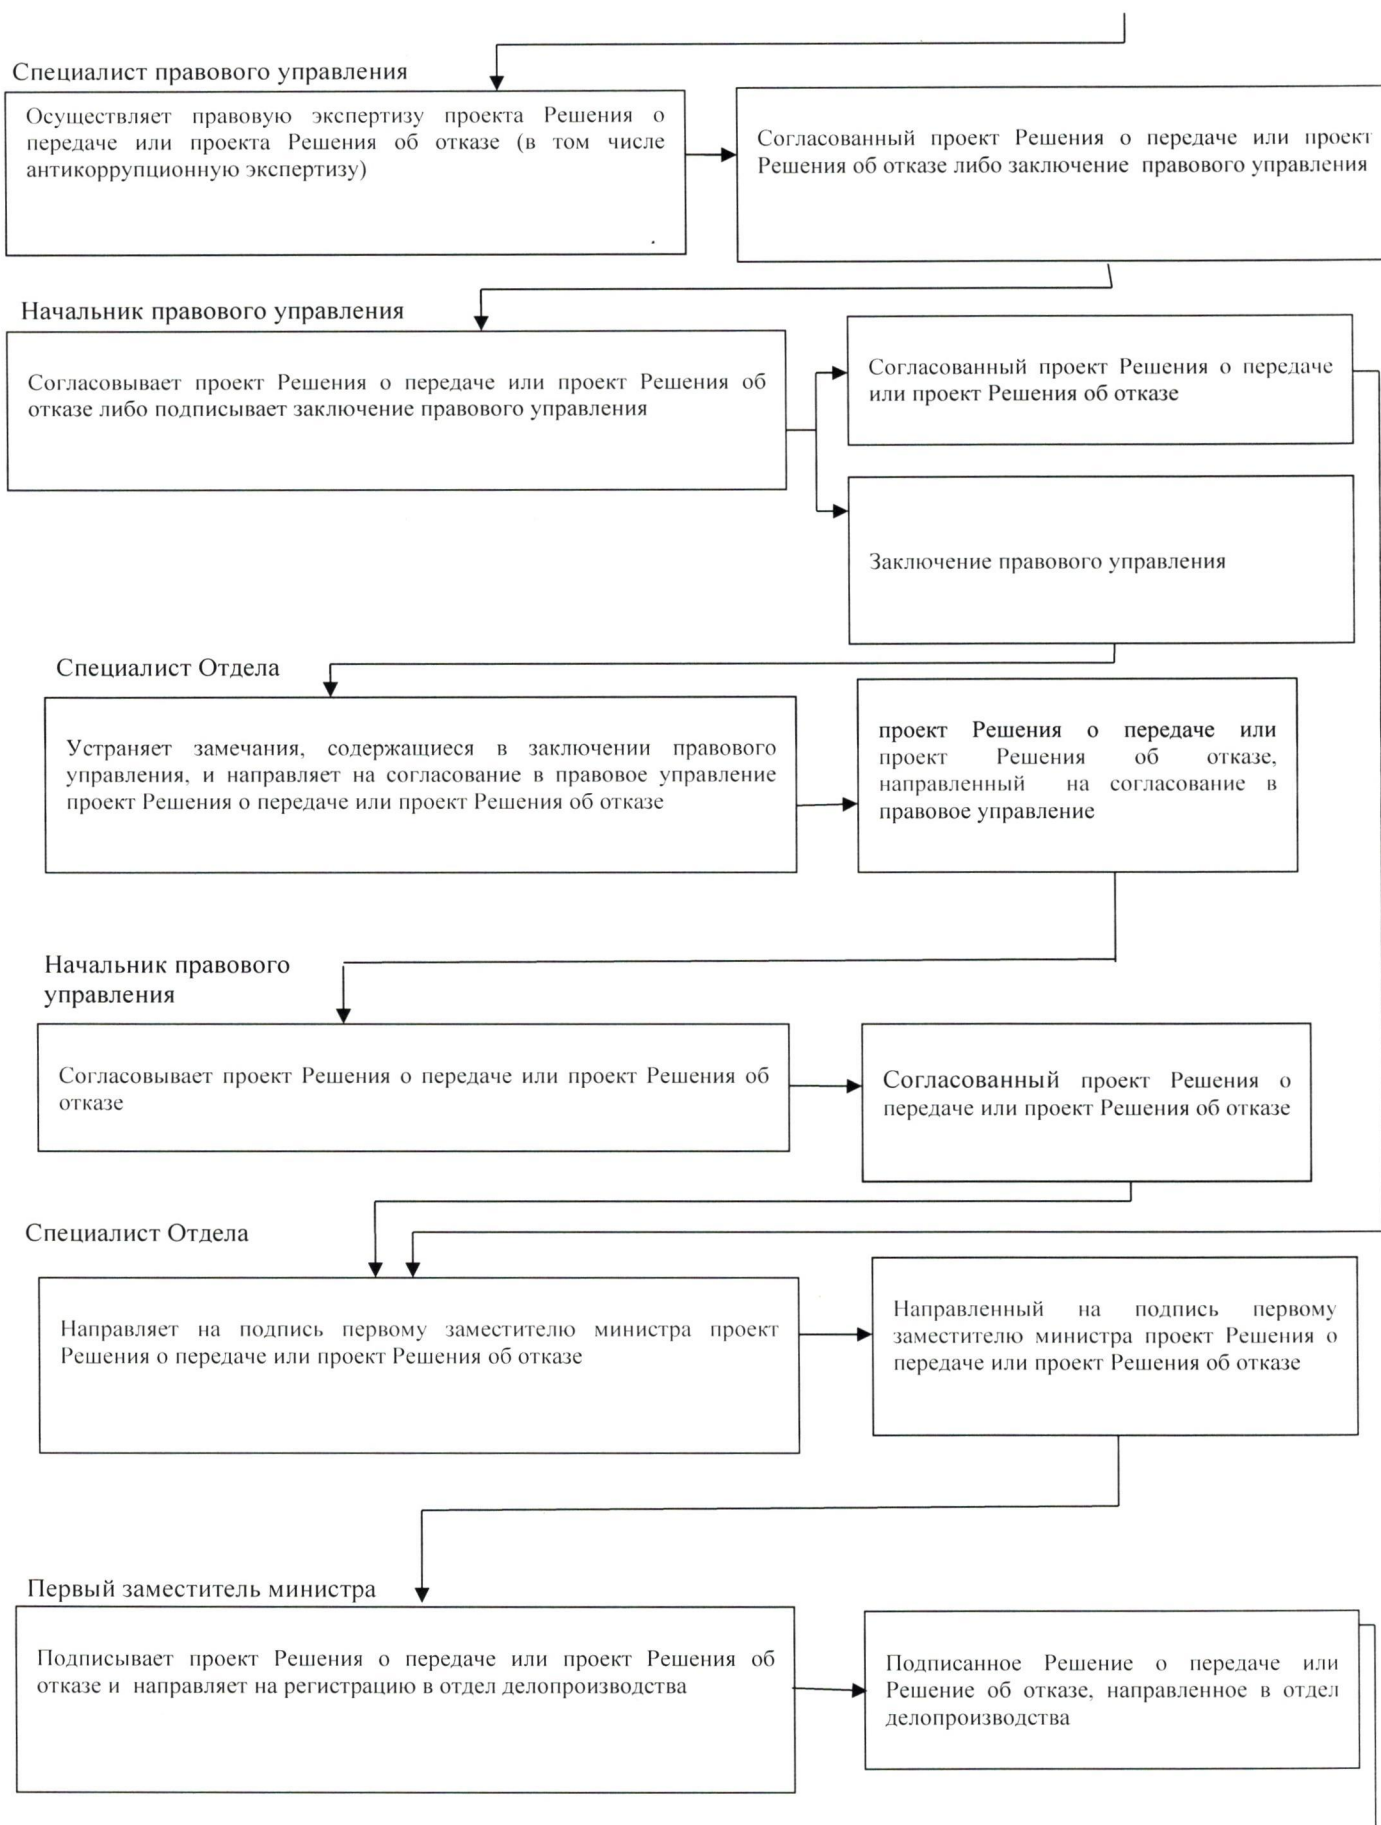 Специалист правового управления
Осуществляет правовую экспертизу проекта Решения о
передаче или проекта Решения об отказе (в том числе
антикоррупционную экспертизу)
Согласованный проект Решения о передаче или проект
Решения об отказе либо заключение правового управления
Начальник правового управления
Согласовывает проект Решения о передаче или проект Решения об
отказе либо подписывает заключение правового управления
Согласованный проект Решения о передаче
или проект Решения об отказе
Заключение правового управления
Специалист Отдела
Устраняет замечания, содержащиеся в заключении правового
управления, и направляет на согласование в правовое управление
проект Решения о передаче или проект Решения об отказе
проект Решения о передаче или
проект Решения об отказе,
направленный на согласование в
правовое управление
Начальник правового
управления
Согласовывает проект Решения о передаче или проект Решения об
отказе
Согласованный проект Решения о
передаче или проект Решения об отказе
Специалист Отдела
Направляет на подпись первому заместителю министра проект
Решения о передаче или проект Решения об отказе
Направленный на подпись первому
заместителю министра проект Решения о
передаче или проект Решения об отказе
Первый заместитель министра
Подписывает проект Решения о передаче или проект Решения об
отказе и направляет на регистрацию в отдел делопроизводства
Подписанное Решение о передаче или
Решение об отказе, направленное в отдел
делопроизводства